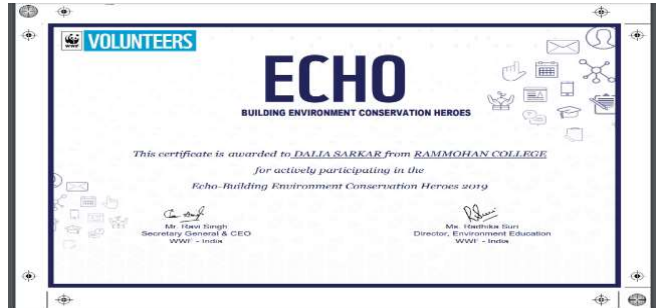 WWF
VOLUNTEERS
ECHO
BUILDING ENVIRONMENT CONSERVATION HEROES
This certificate is awarded to DALIA SARKAR from RAMMOHAN COLLEGE
for actively participating in the
Echo-Building Environment Conservation Heroes 2019
Mr. Ravi Singh
Secretary General & CEO
WWF - India
Ms. Radhika Suri
Director, Environment Education
WWF - India